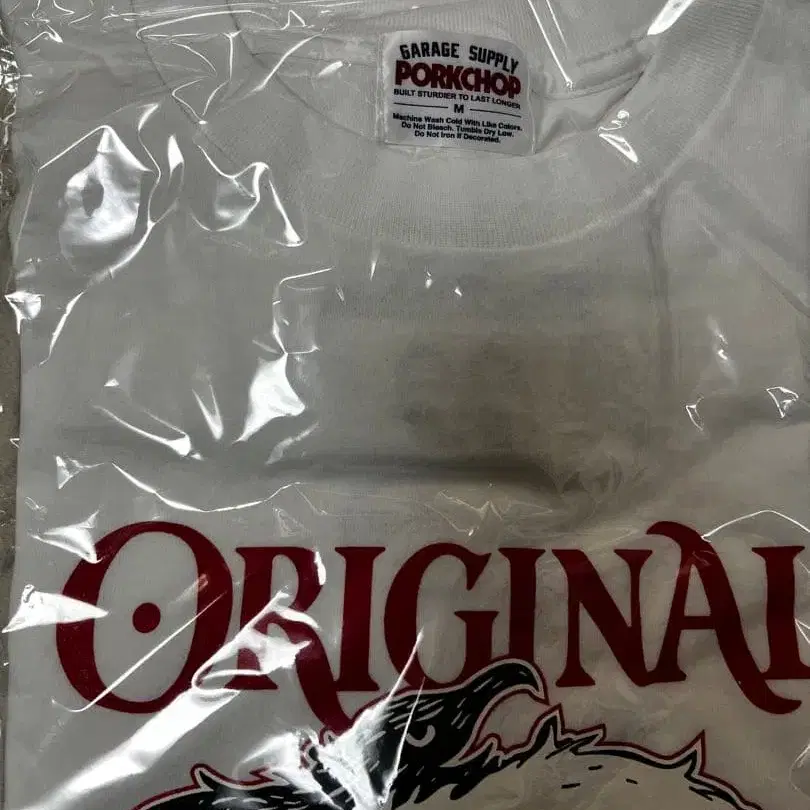 GARAGE SUPPLY
PORKCHOP
BUILT STURDIER TO LAST LONGER
M
Machine Wash Cold With Like Colors.
Do Not Bleach. Tumble Dry Low.
Do Not Iron If Decorated.
ORIGINAL